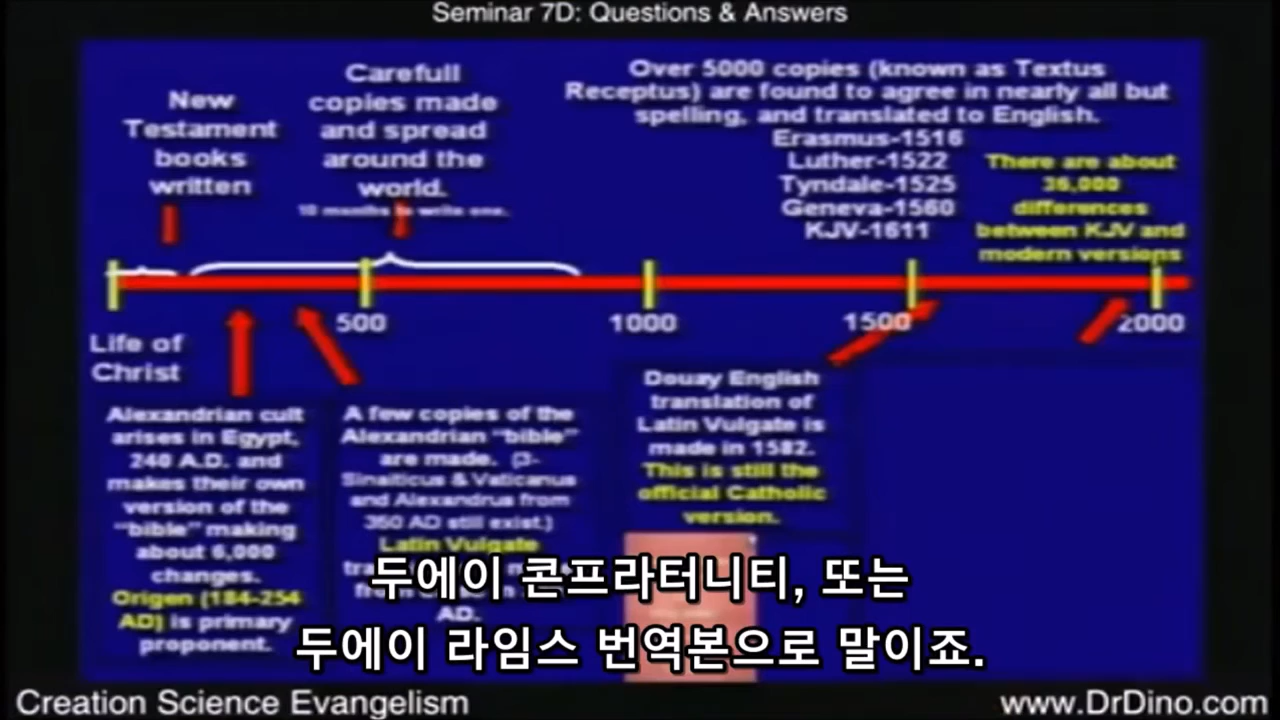 Seminar 7D: Questions & Answers
New
Testament
books
written
Carefull
copies made
and spread
around the
world.
10 months to write one.
Over 5000 copies (known as Textus
Receptus) are found to agree in nearly all but
spelling, and translated to English.
Erasmus-1516
Luther-1522
Tyndale-1525
Geneva-1560
KJV-1611
There are about
36,000
differences
between KJV and
modern versions
500
1000
1500
2000
Life of
Christ
Alexandrian cult
arises in Egypt,
240 A.D. and
makes their own
version of the
"bible" making
about 6,000
changes.
Origen (184-254
AD) is primary
proponent.
A few copies of the
Alexandrian "bible"
are made. (3-
Sinaiticus & Vaticanus
and Alexandrus from
350 AD still exist.)
Latin Vulgate
AD.
Douay English
translation of
Latin Vulgate is
made in 1582.
This is still the
official Catholic
version.
두에이 콘프라터니티, 또는
두에이 라임스 번역본으로 말이죠.
Creation Science Evangelism
www.DrDino.com